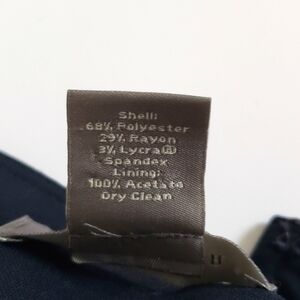 Shell:
68% Polyester
29% Rayon
3% Lycra®
Spandex
Lining:
100% Acetate
Dry Clean
H